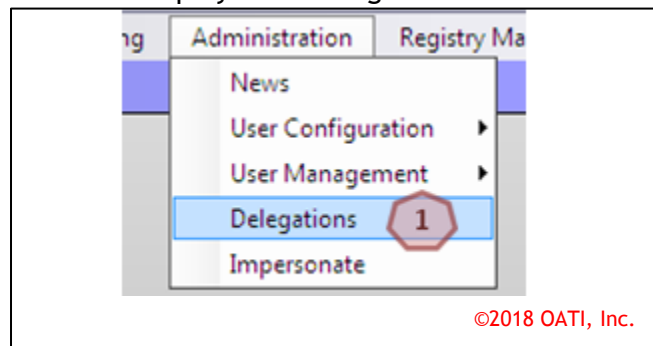 Administration Registry Ma
News
User Configuration
User Management
Delegations 1
Impersonate
©2018 OATI, Inc.